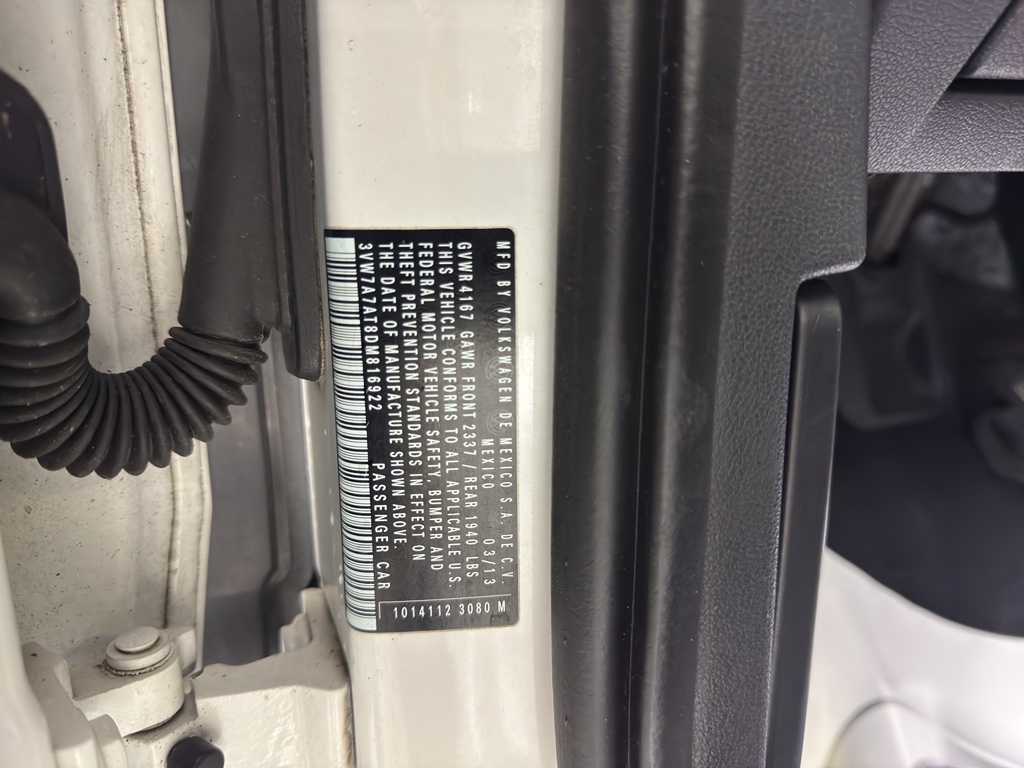 MFD BY VOLKSWAGEN DE MEXICO S.A. DE C.V.
MEXICO 03/13
GVWR 4167 GAWR FRONT 2337 / REAR 1940 LBS
THIS VEHICLE CONFORMS TO ALL APPLICABLE U.S.
FEDERAL MOTOR VEHICLE SAFETY, BUMPER AND
THEFT PREVENTION STANDARDS IN EFFECT ON
THE DATE OF MANUFACTURE SHOWN ABOVE.
3VW7A7AT8DM816922 PASSENGER CAR
1014112 3080 M